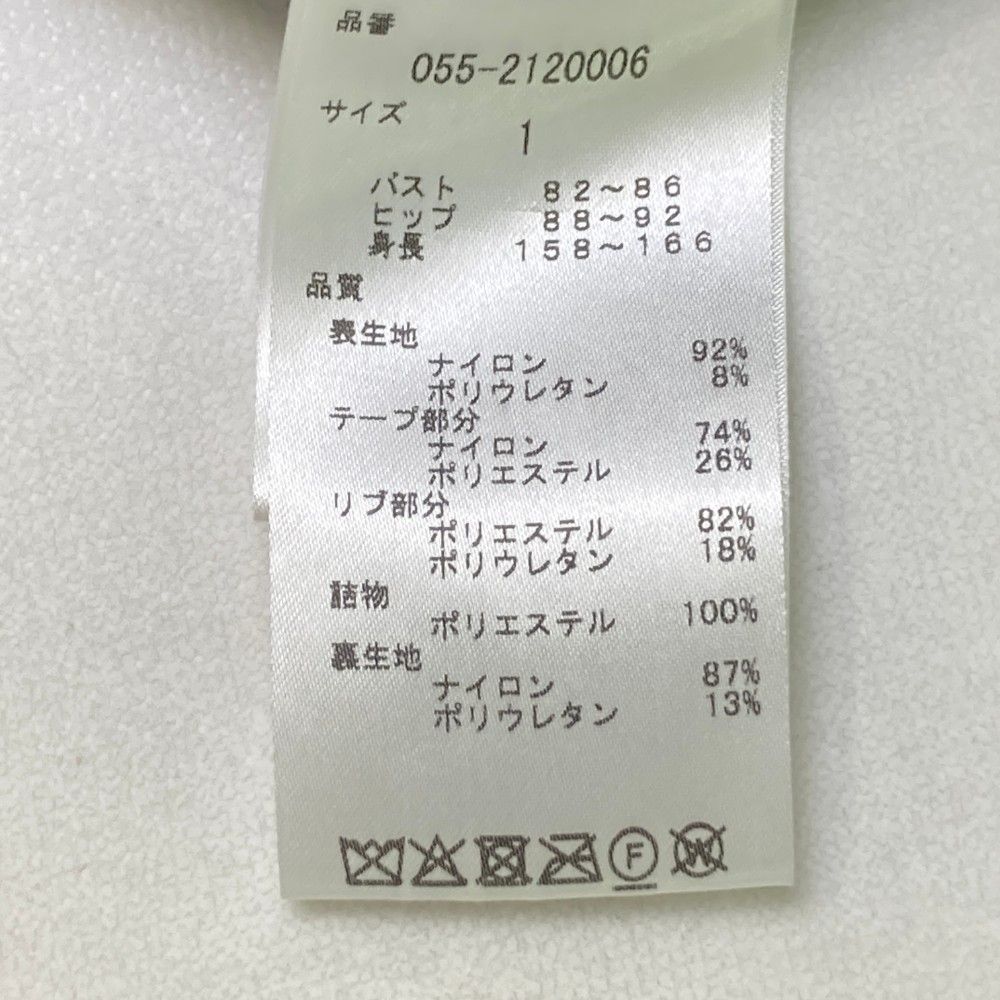 品番
055-2120006
サイズ
1
バスト 82～86
ヒップ 88～92
身長 158～166
品質
表生地
ナイロン 92%
ポリウレタン 8%
テープ部分
ナイロン 74%
ポリエステル 26%
リブ部分
ポリエステル 82%
ポリウレタン 18%
詰物
ポリエステル 100%
裏生地
ナイロン 87%
ポリウレタン 13%
F W